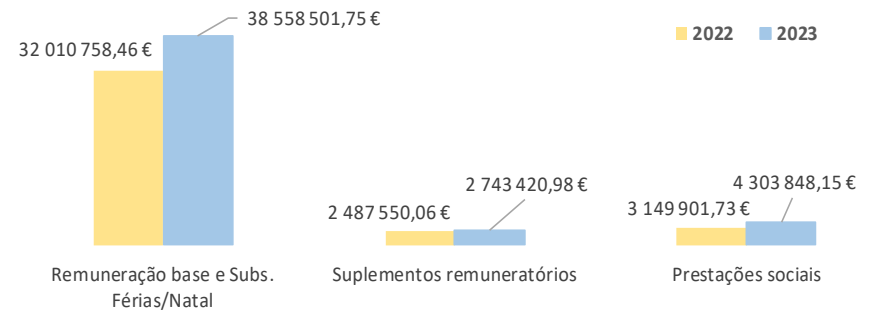 38 558 501,75 €
32 010 758,46 €
2022 2023
2 743 420,98 €
2 487 550,06 €
4 303 848,15 €
3 149 901,73 €
Remuneração base e Subs.
Férias/Natal
Suplementos remuneratórios
Prestações sociais